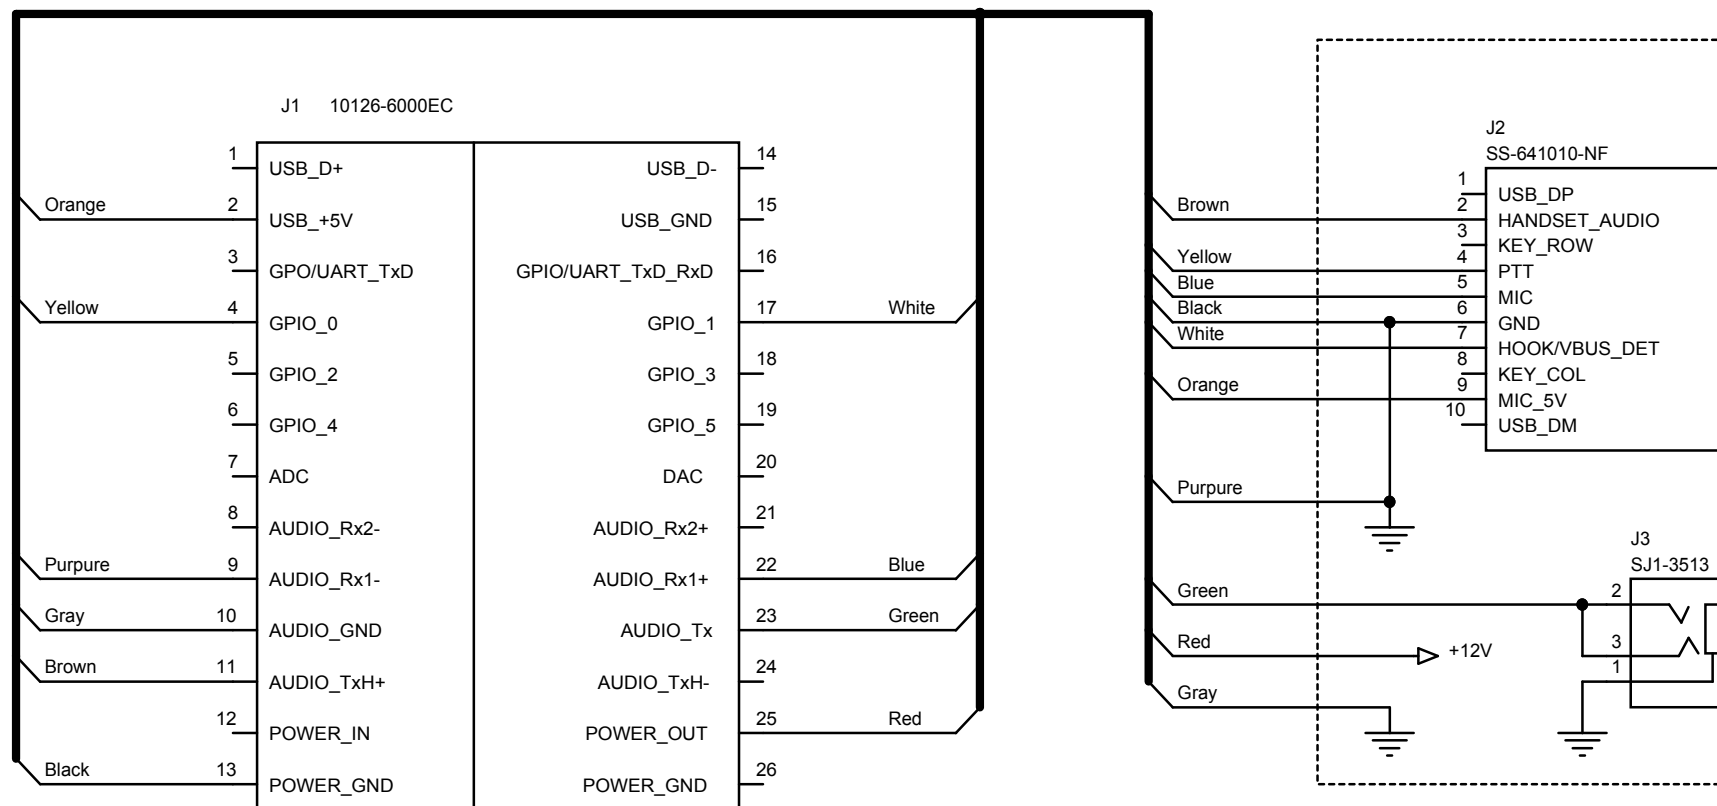 J1 10126-6000EC
1 USB_D+ USB_D- 14
Orange 2 USB_+5V USB_GND 15
3 GPO/UART_TxD GPIO/UART_TxD_RxD 16
Yellow 4 GPIO_0 GPIO_1 17 White
5 GPIO_2 GPIO_3 18
6 GPIO_4 GPIO_5 19
7 ADC DAC 20
8 AUDIO_Rx2- AUDIO_Rx2+ 21
Purpure 9 AUDIO_Rx1- AUDIO_Rx1+ 22 Blue
Gray 10 AUDIO_GND AUDIO_Tx 23 Green
Brown 11 AUDIO_TxH+ AUDIO_TxH- 24
12 POWER_IN POWER_OUT 25 Red
Black 13 POWER_GND POWER_GND 26
J2
SS-641010-NF
1 USB_DP
Brown 2 HANDSET_AUDIO
3 KEY_ROW
Yellow 4 PTT
Blue 5 MIC
Black 6 GND
White 7 HOOK/VBUS_DET
8 KEY_COL
Orange 9 MIC_5V
10 USB_DM
Purpure
J3
SJ1-3513
Green 2
Red +12V 3
1
Gray